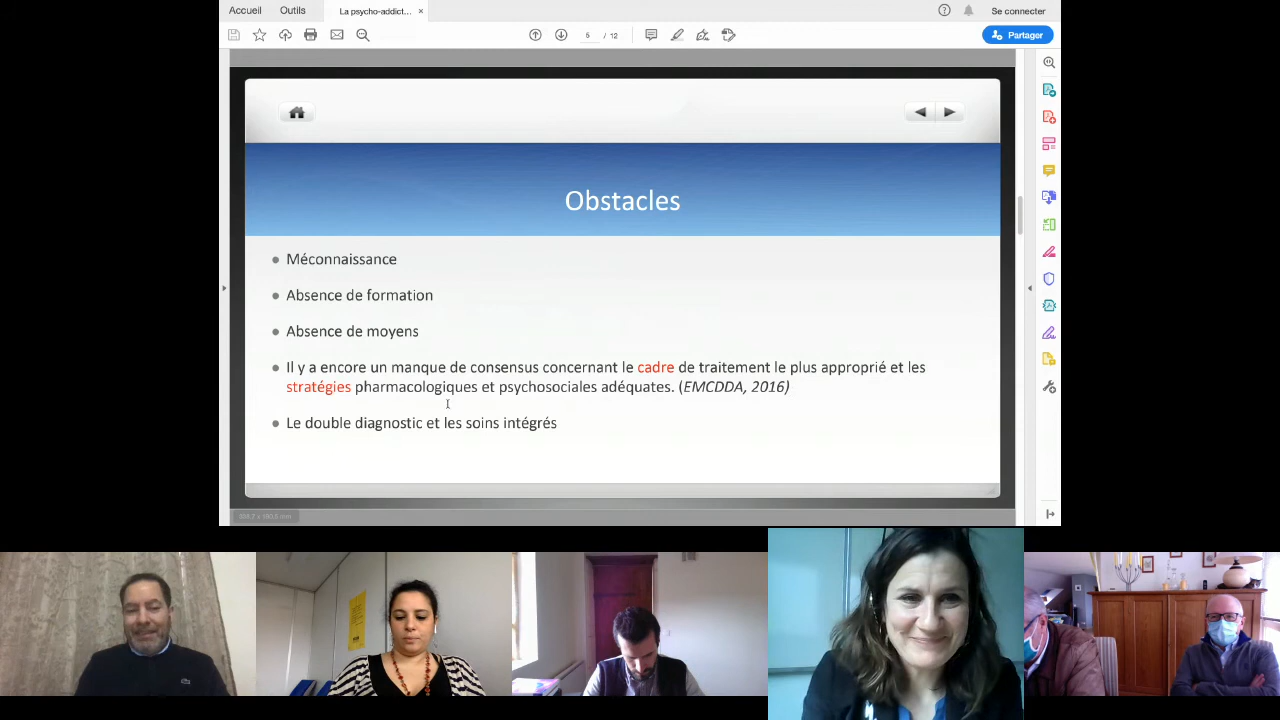 Accueil
Outils
La psycho-addict...
Se connecter
6 / 12
Partager
Obstacles
Méconnaissance
Absence de formation
Absence de moyens
Il y a encore un manque de consensus concernant le cadre de traitement le plus approprié et les
stratégies pharmacologiques et psychosociales adéquates. (EMCDDA, 2016)
Le double diagnostic et les soins intégrés